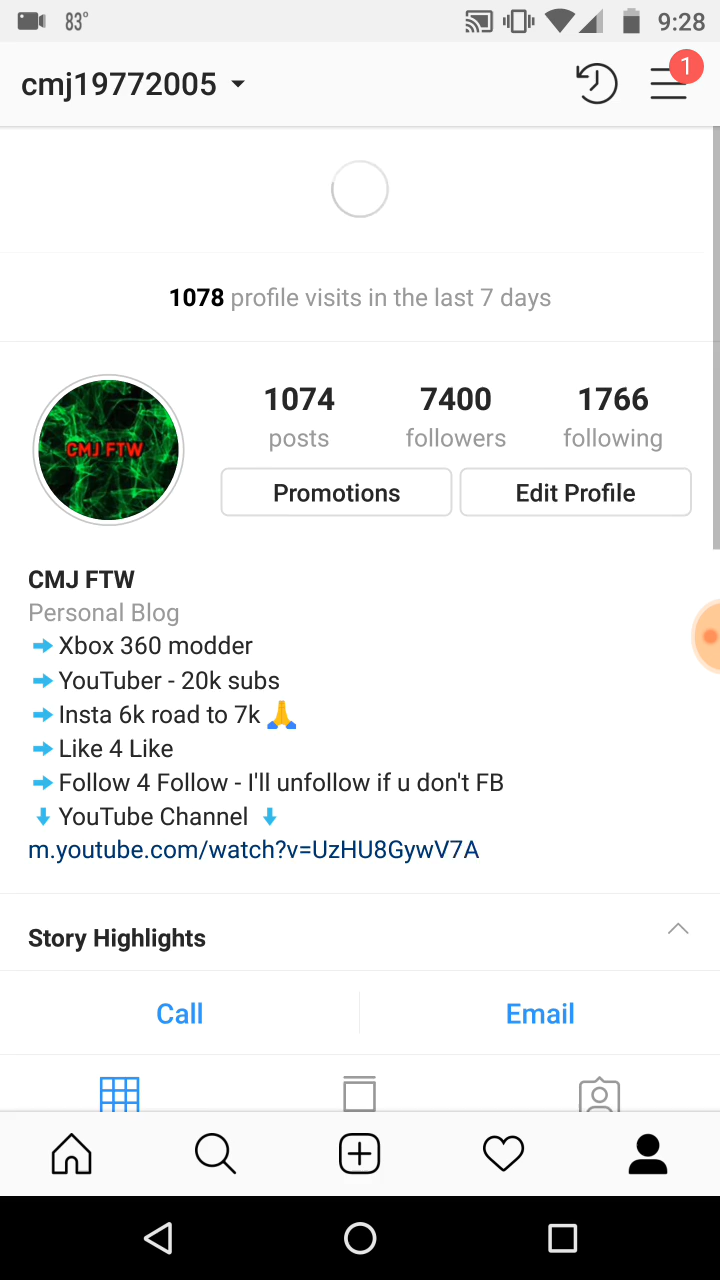 83° 9:28
cmj19772005 1
1078 profile visits in the last 7 days
1074 7400 1766
posts followers following
CMJ FTW
Promotions Edit Profile
CMJ FTW
Personal Blog
➡Xbox 360 modder
➡YouTuber - 20k subs
➡Insta 6k road to 7k🙏
➡Like 4 Like
➡Follow 4 Follow - I'll unfollow if u don't FB
⬇YouTube Channel ⬇
m.youtube.com/watch?v=UzHU8GywV7A
Story Highlights
Call Email